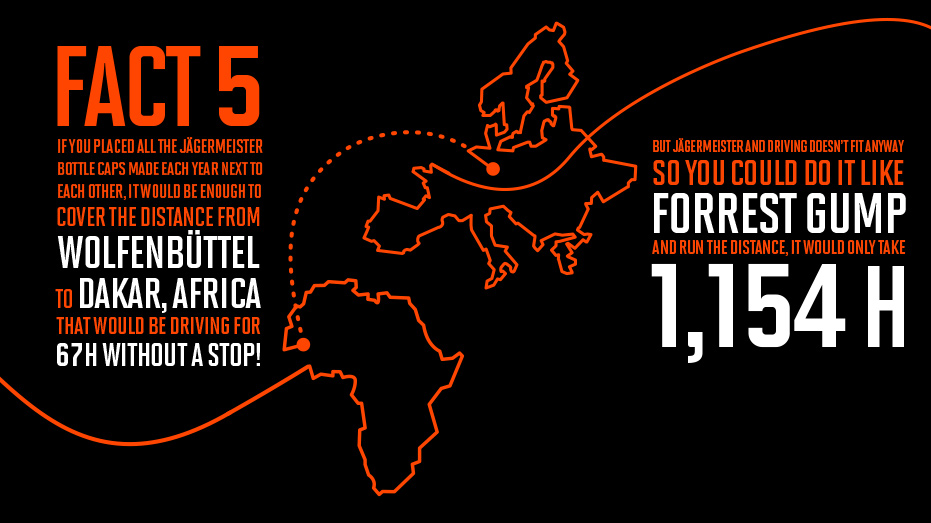 FACT 5
IF YOU PLACED ALL THE JÄGERMEISTER
BOTTLE CAPS MADE EACH YEAR NEXT TO
EACH OTHER, IT WOULD BE ENOUGH TO
COVER THE DISTANCE FROM
WOLFENBÜTTEL
TO DAKAR, AFRICA
THAT WOULD BE DRIVING FOR
67H WITHOUT A STOP!
BUT JÄGERMEISTER AND DRIVING DOESN'T FIT ANYWAY
SO YOU COULD DO IT LIKE
FORREST GUMP
AND RUN THE DISTANCE, IT WOULD ONLY TAKE
1,154 H